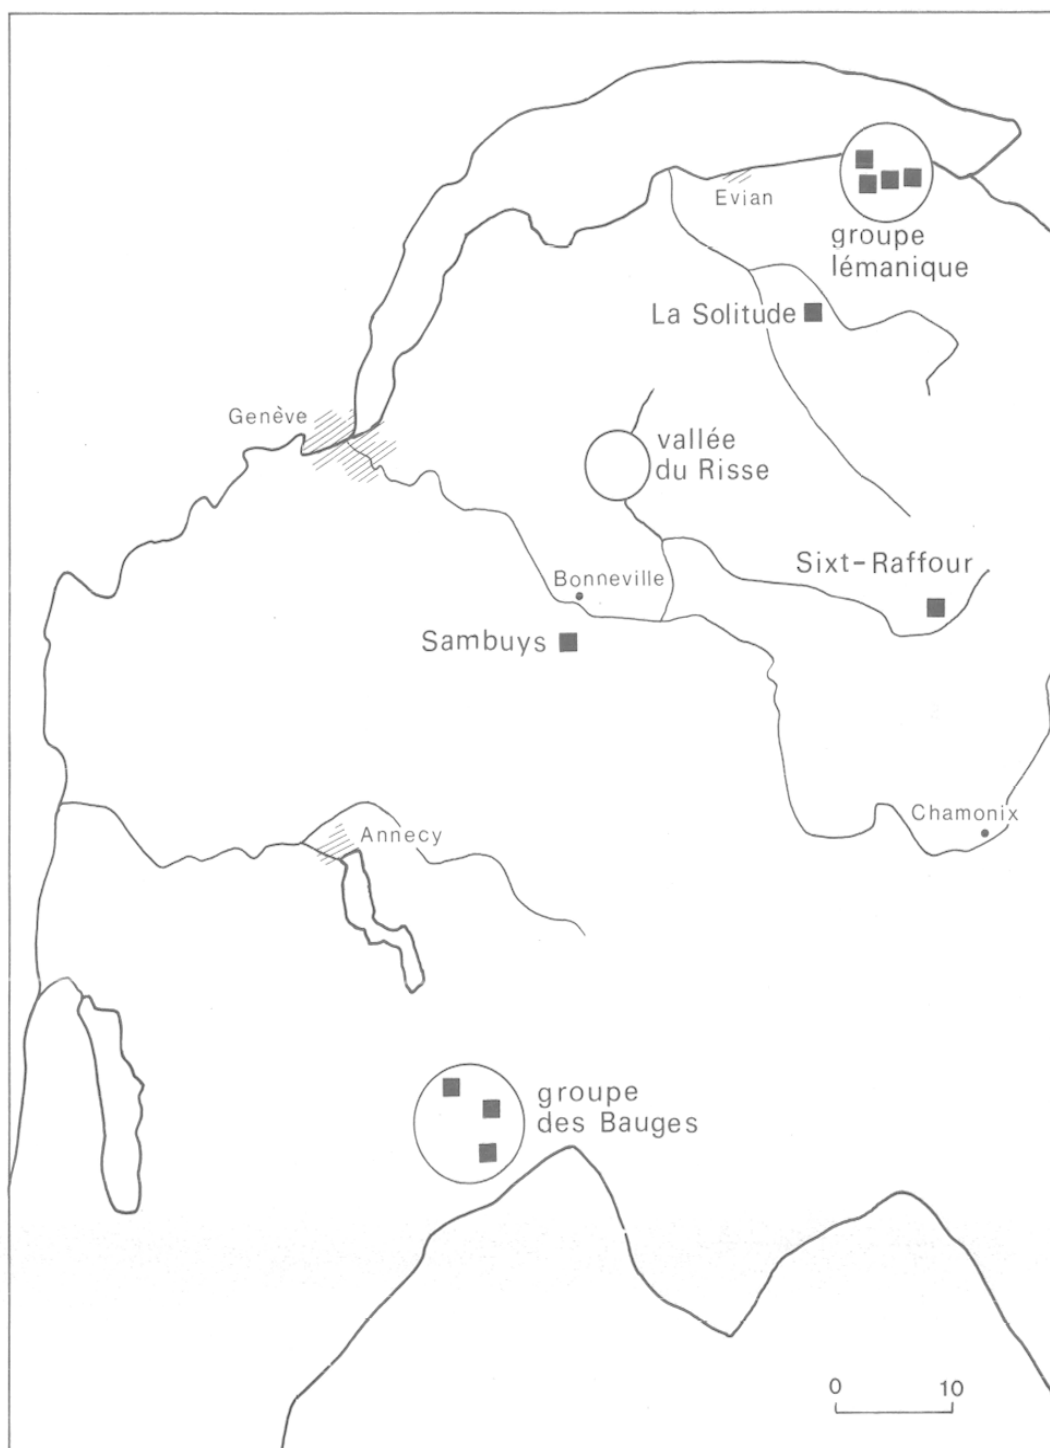 Evian
groupe
lémanique
La Solitude
Genève
vallée
du Risse
Sixt-Raffour
Bonneville
Sambuys
Chamonix
Annecy
groupe
des Bauges
0 10